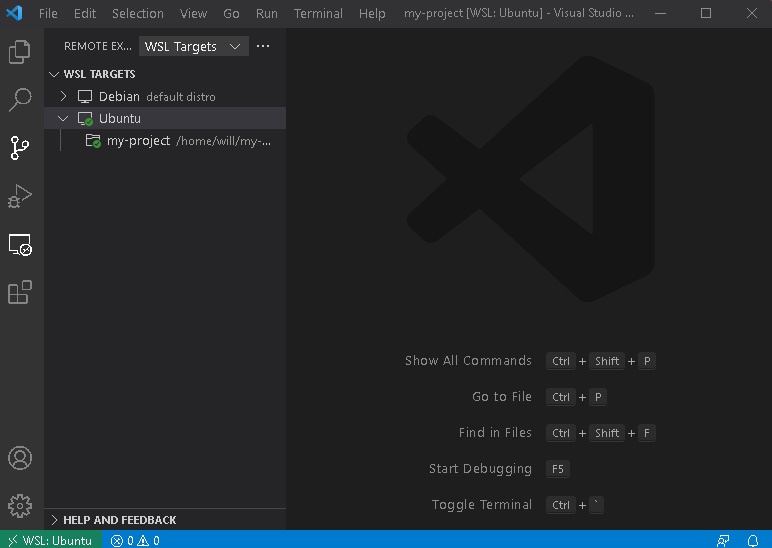 File Edit Selection View Go Run Terminal Help my-project [WSL: Ubuntu] - Visual Studio ...
REMOTE EX... WSL Targets ...
WSL TARGETS
Debian default distro
Ubuntu
my-project /home/will/my-...
Show All Commands Ctrl + Shift + P
Go to File Ctrl + P
Find in Files Ctrl + Shift + F
Start Debugging F5
Toggle Terminal Ctrl + `
HELP AND FEEDBACK
WSL: Ubuntu 0 0